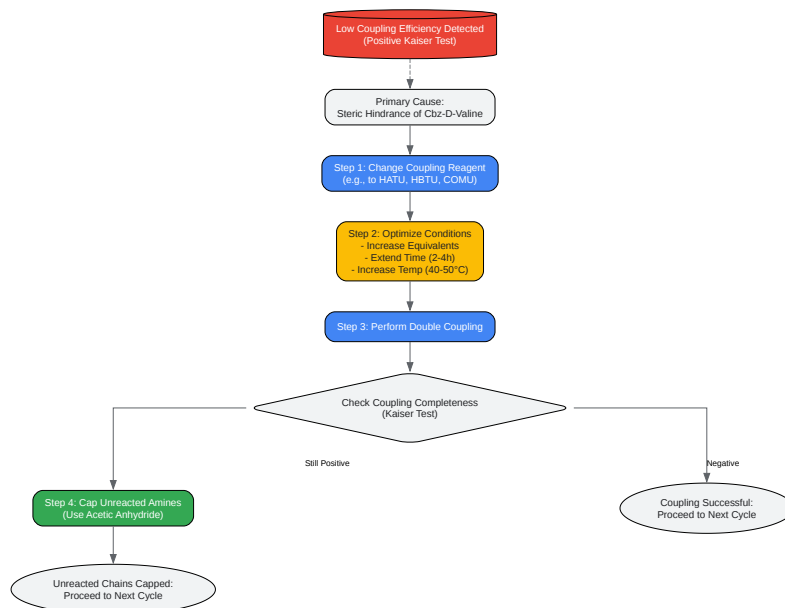 Low Coupling Efficiency Detected
(Positive Kaiser Test)
Primary Cause:
Steric Hindrance of Cbz-D-Valine
Step 1: Change Coupling Reagent
(e.g., to HATU, HBTU, COMU)
Step 2: Optimize Conditions
- Increase Equivalents
- Extend Time (2-4h)
- Increase Temp (40-50°C)
Step 3: Perform Double Coupling
Check Coupling Completeness
(Kaiser Test)
Still Positive
Negative
Step 4: Cap Unreacted Amines
(Use Acetic Anhydride)
Coupling Successful:
Proceed to Next Cycle
Unreacted Chains Capped:
Proceed to Next Cycle